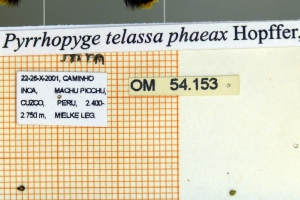 Pyrrhopyge telassa phaeax Hopffer,
22-26-X-2001, CAMINHO
INCA, MACHU PICCHU,
CUZCO, PERU, 2.400-
2.750 m, MIELKE LEG.
OM 54.153